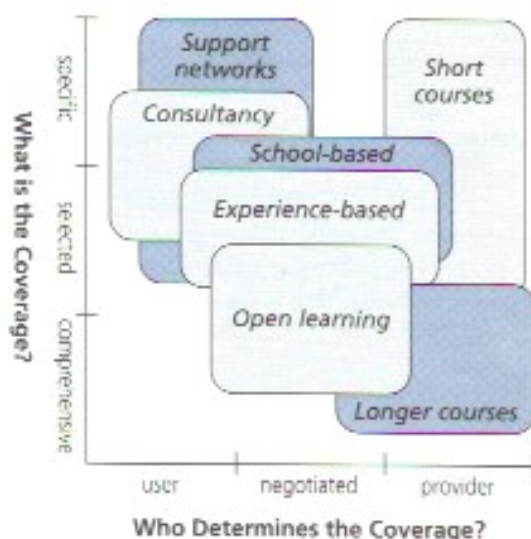 Support
networks
Short
courses
Consultancy
School-based
Experience-based
Open learning
Longer courses
What is the Coverage?
specific
selected
comprehensive
user
negotiated
provider
Who Determines the Coverage?